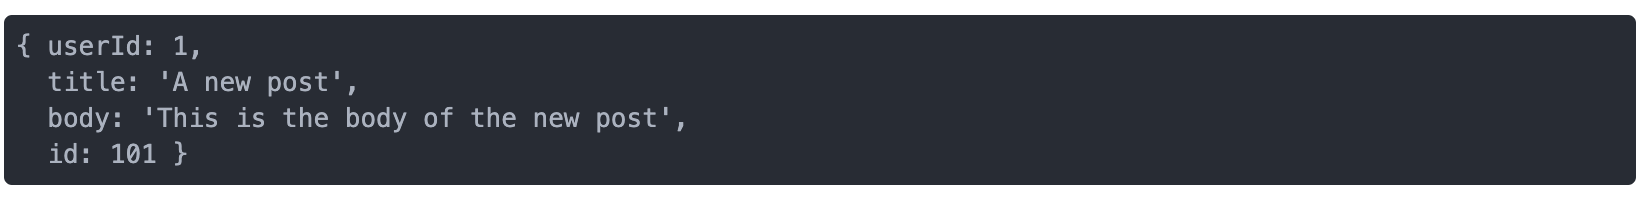 { userId: 1,
  title: 'A new post',
  body: 'This is the body of the new post',
  id: 101 }